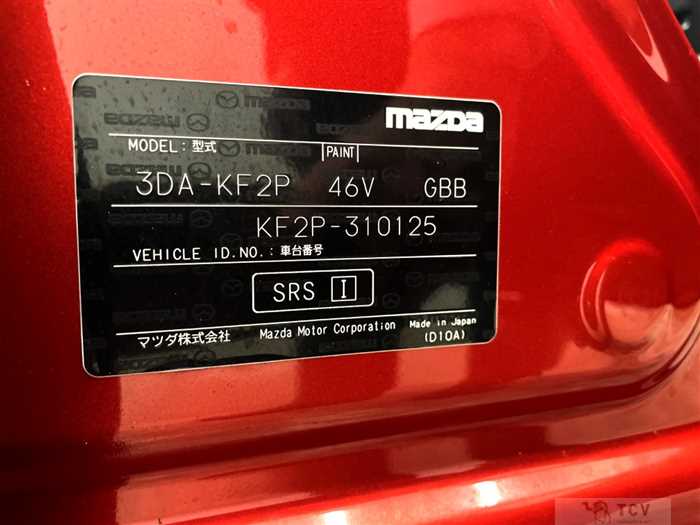 mazda
MODEL: 型式 PAINT
3DA-KF2P 46V GBB
KF2P-310125
VEHICLE ID.NO.: 車台番号
SRS I
マツダ株式会社 Mazda Motor Corporation Made in Japan
(D10A)
TCV